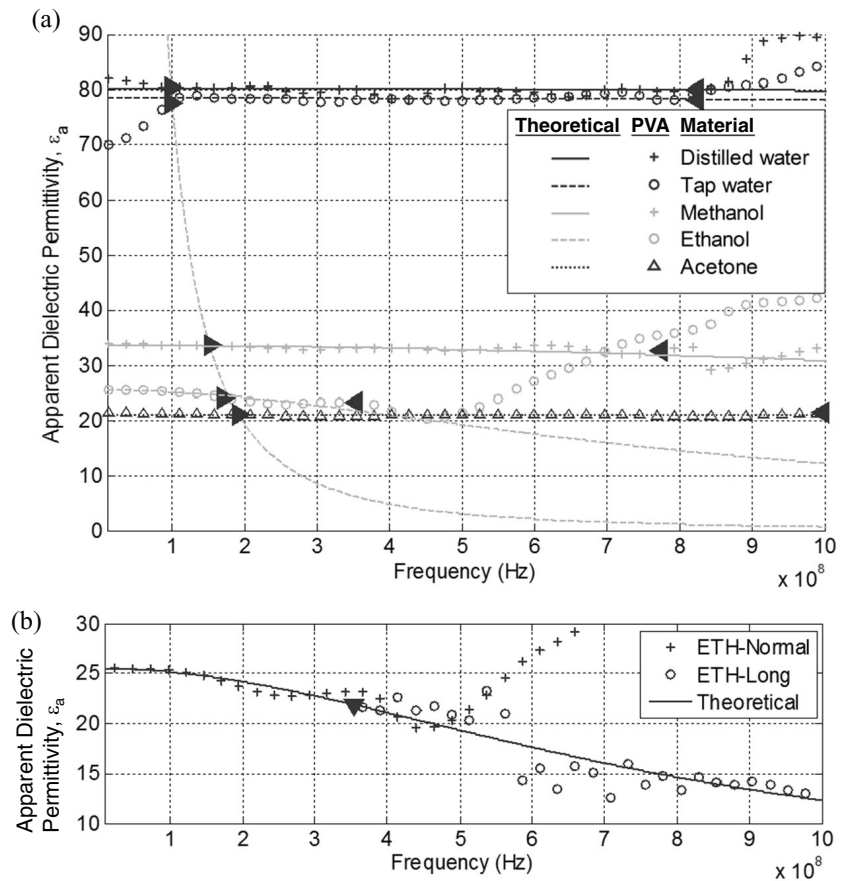 (a)
90
80
70
60
50
40
30
20
10
0
Apparent Dielectric Permittivity, εa
Theoretical PVA Material
Distilled water
Tap water
Methanol
Ethanol
Acetone
1 2 3 4 5 6 7 8 9 10
Frequency (Hz)
x 10^8
(b)
30
25
20
15
10
Apparent Dielectric
Permittivity, εa
ETH-Normal
ETH-Long
Theoretical
1 2 3 4 5 6 7 8 9 10
Frequency (Hz)
x 10^8